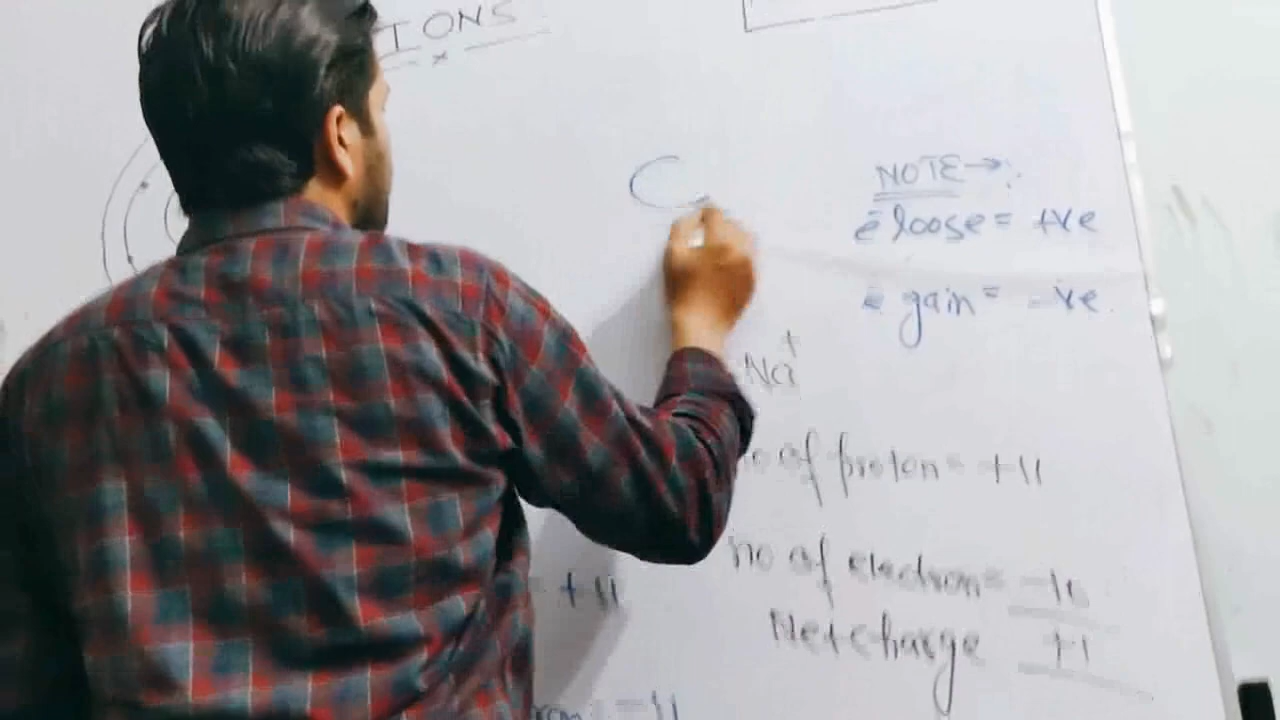 IONS
C
NOTE →:
ē loose = +ve
ē gain = -ve.
Na⁺
no of proton = +11
no of electron = -10
= +11
Net charge +1
= -11